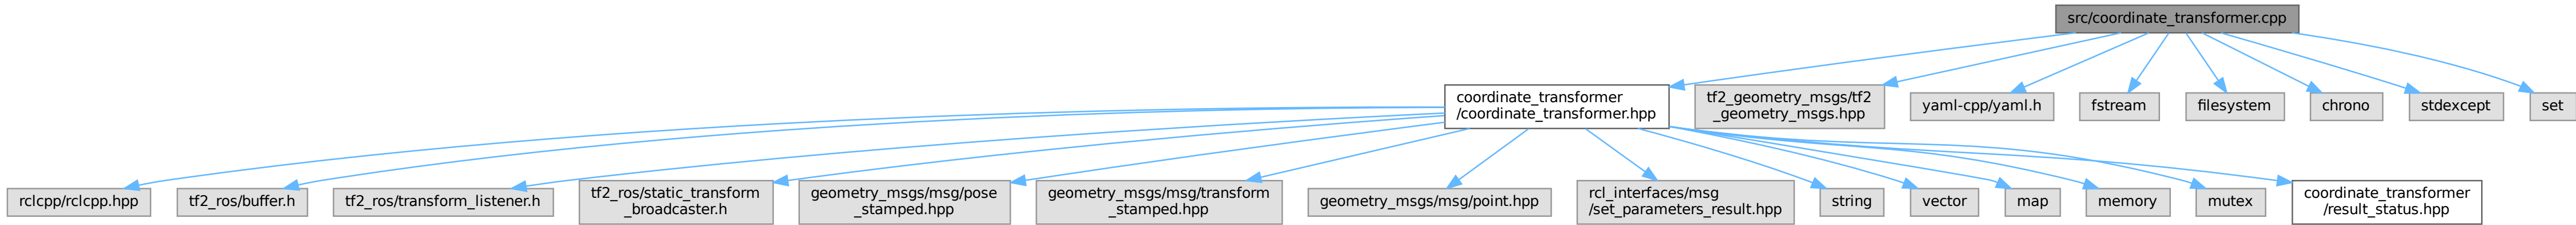 src/coordinate_transformer.cpp
coordinate_transformer
/coordinate_transformer.hpp
tf2_geometry_msgs/tf2
_geometry_msgs.hpp
yaml-cpp/yaml.h
fstream
filesystem
chrono
stdexcept
set
rclcpp/rclcpp.hpp
tf2_ros/buffer.h
tf2_ros/transform_listener.h
tf2_ros/static_transform
_broadcaster.h
geometry_msgs/msg/pose
_stamped.hpp
geometry_msgs/msg/transform
_stamped.hpp
geometry_msgs/msg/point.hpp
rcl_interfaces/msg
/set_parameters_result.hpp
string
vector
map
memory
mutex
coordinate_transformer
/result_status.hpp